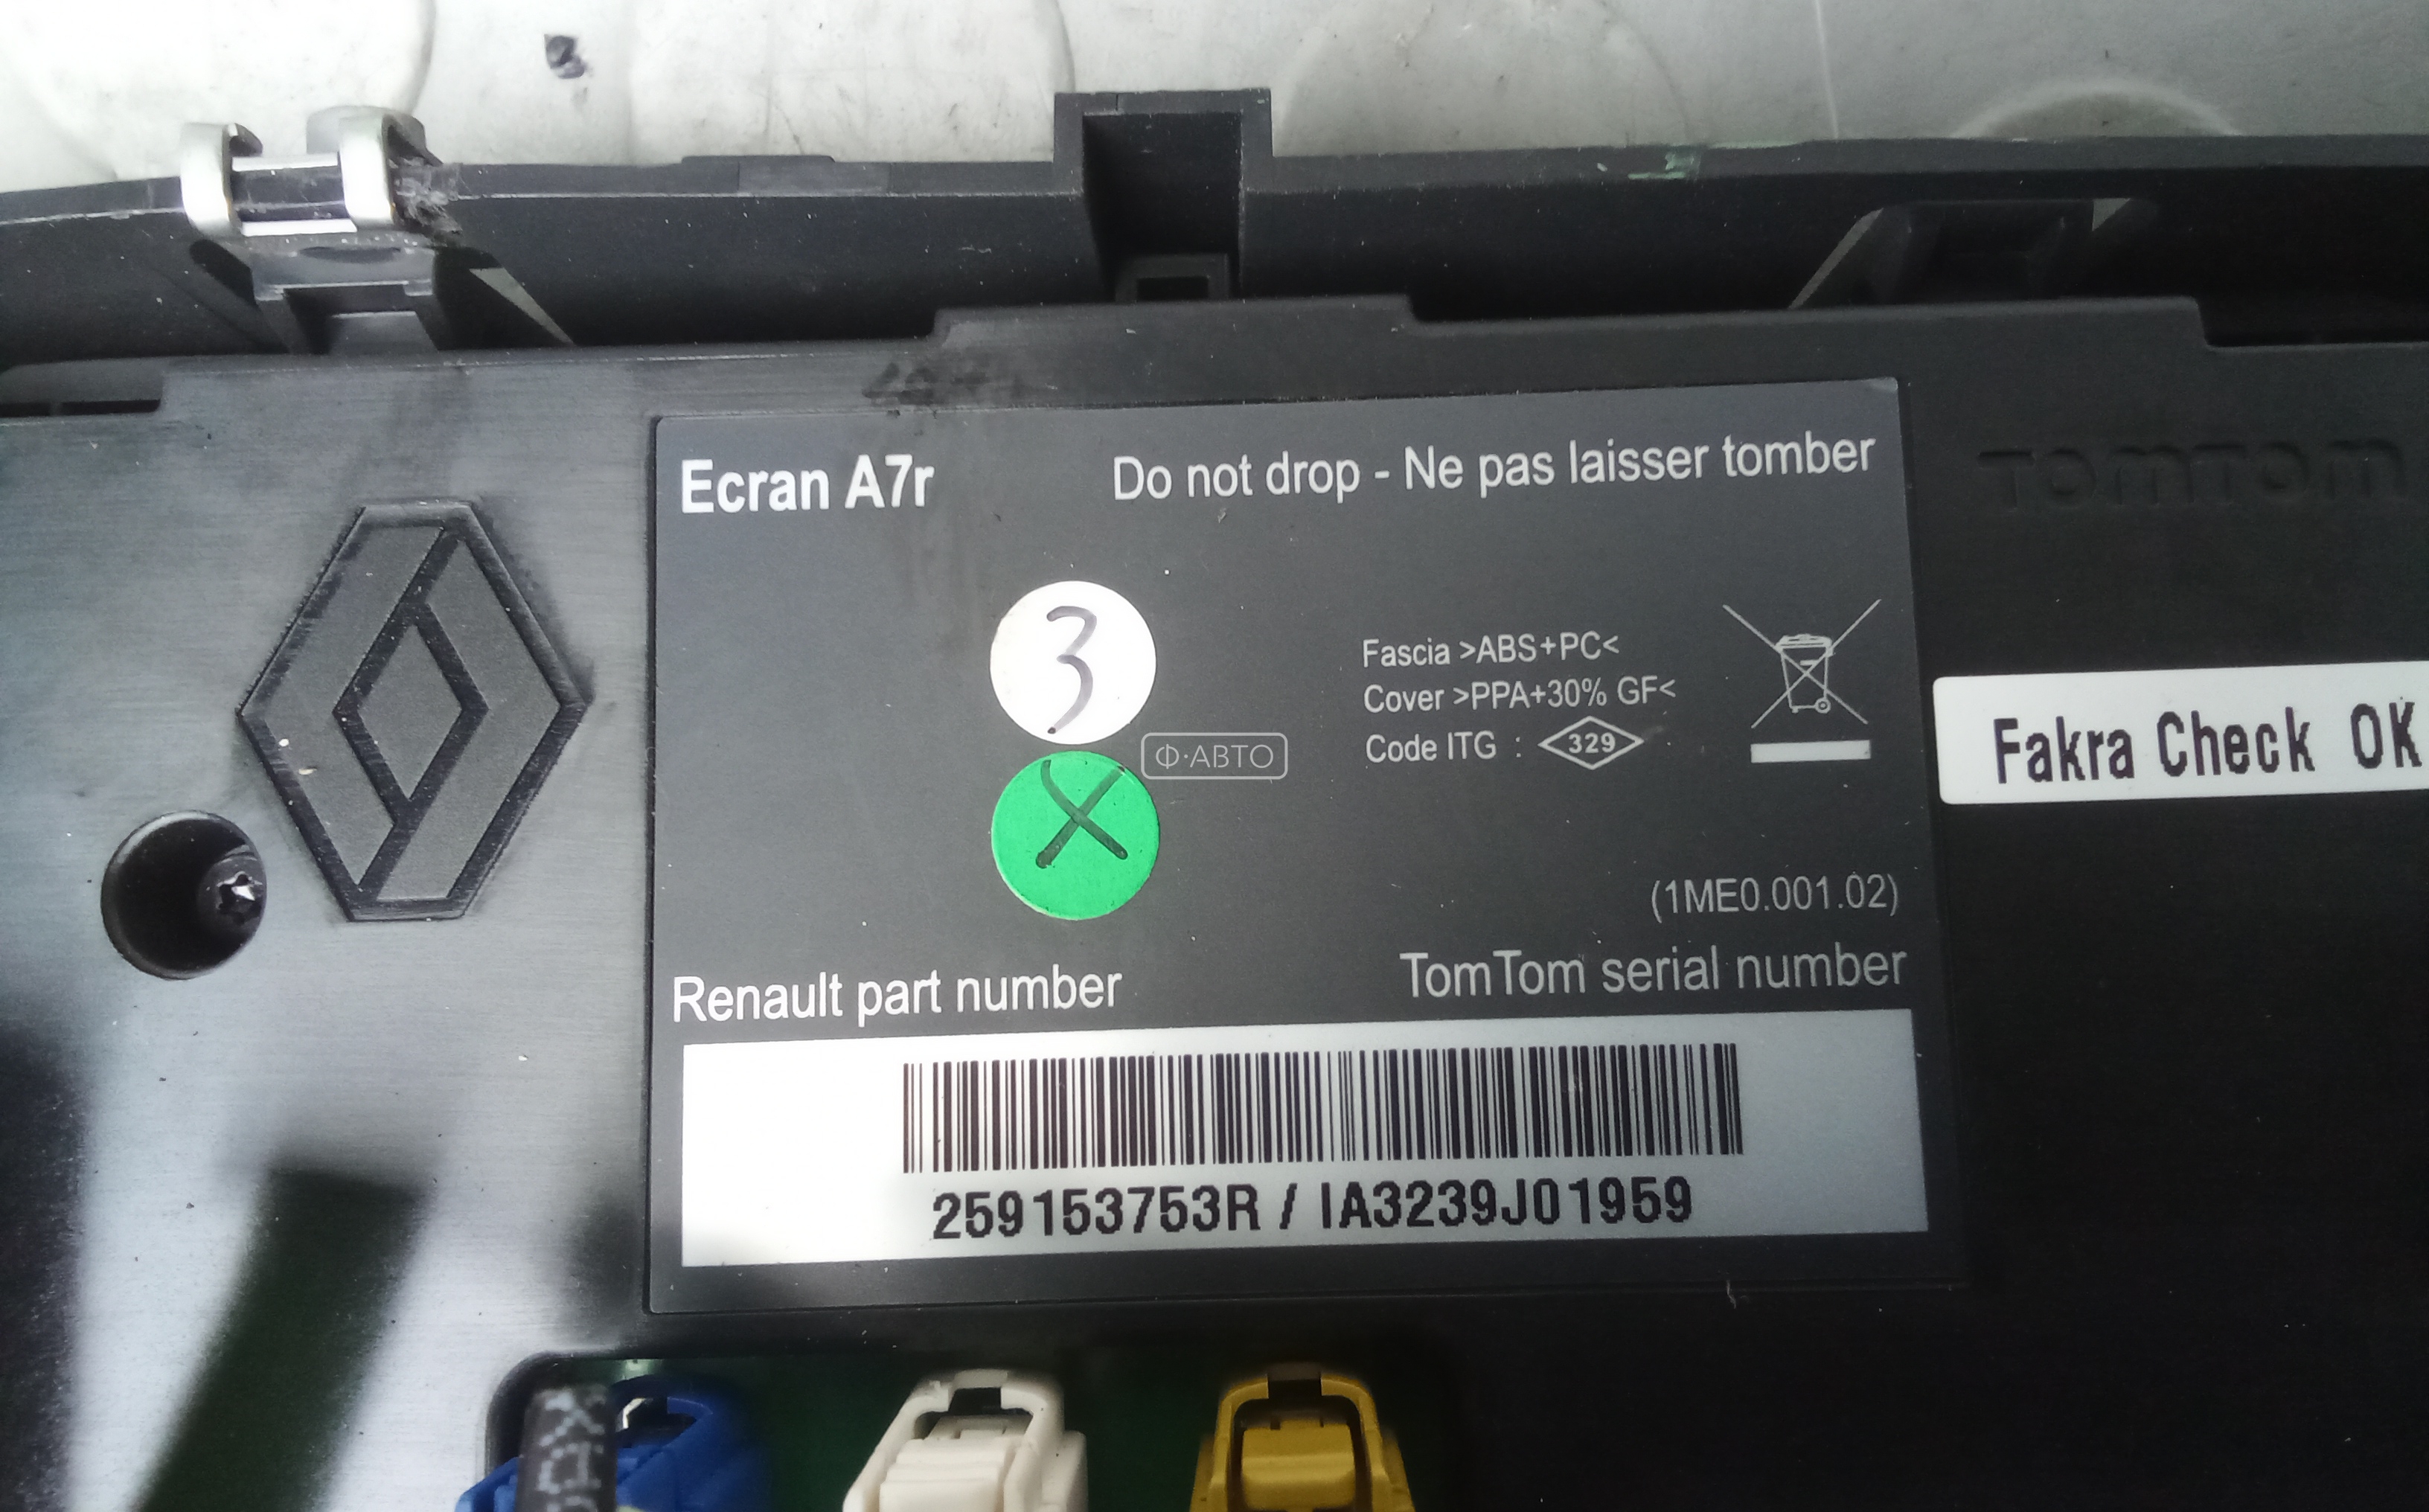 TOMTOM
Ecran A7r
Do not drop - Ne pas laisser tomber
3
Fascia >ABS+PC<
Cover >PPA+30% GF<
Code ITG : 329
Ф·АВТО
X
Fakra Check OK
(1ME0.001.02)
Renault part number
TomTom serial number
259153753R / IA3239J01959